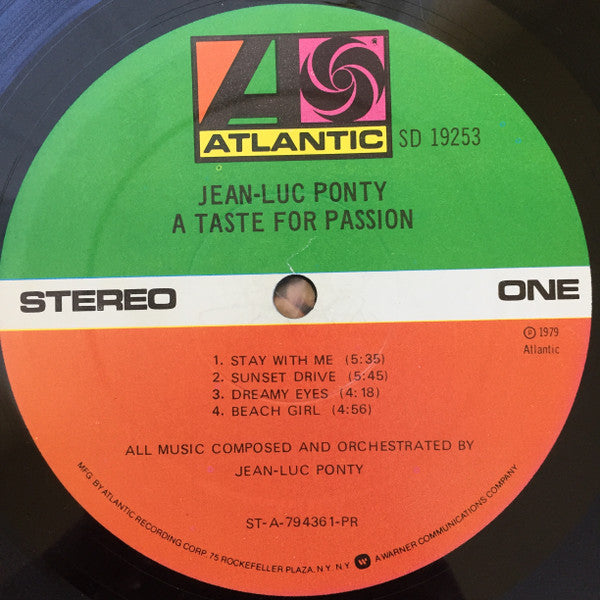 ATLANTIC
SD 19253
JEAN-LUC PONTY
A TASTE FOR PASSION
STEREO
ONE
℗ 1979
Atlantic
1. STAY WITH ME (5:35)
2. SUNSET DRIVE (5:45)
3. DREAMY EYES (4:18)
4. BEACH GIRL (4:56)
ALL MUSIC COMPOSED AND ORCHESTRATED BY
JEAN-LUC PONTY
ST-A-794361-PR
MFG. BY ATLANTIC RECORDING CORP. 75 ROCKEFELLER PLAZA, N.Y. N.Y. A WARNER COMMUNICATIONS COMPANY